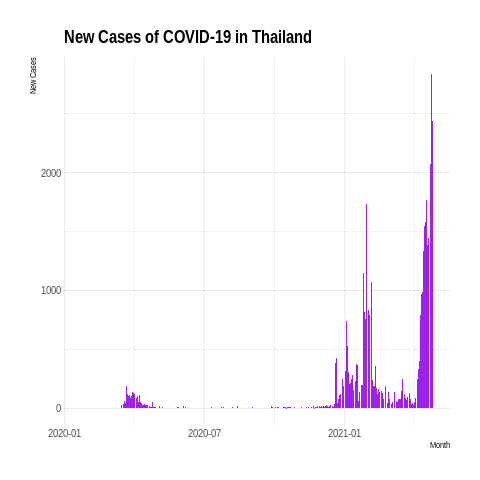 New Cases of COVID-19 in Thailand
New Cases
2000
1000
0
2020-01
2020-07
2021-01
Month